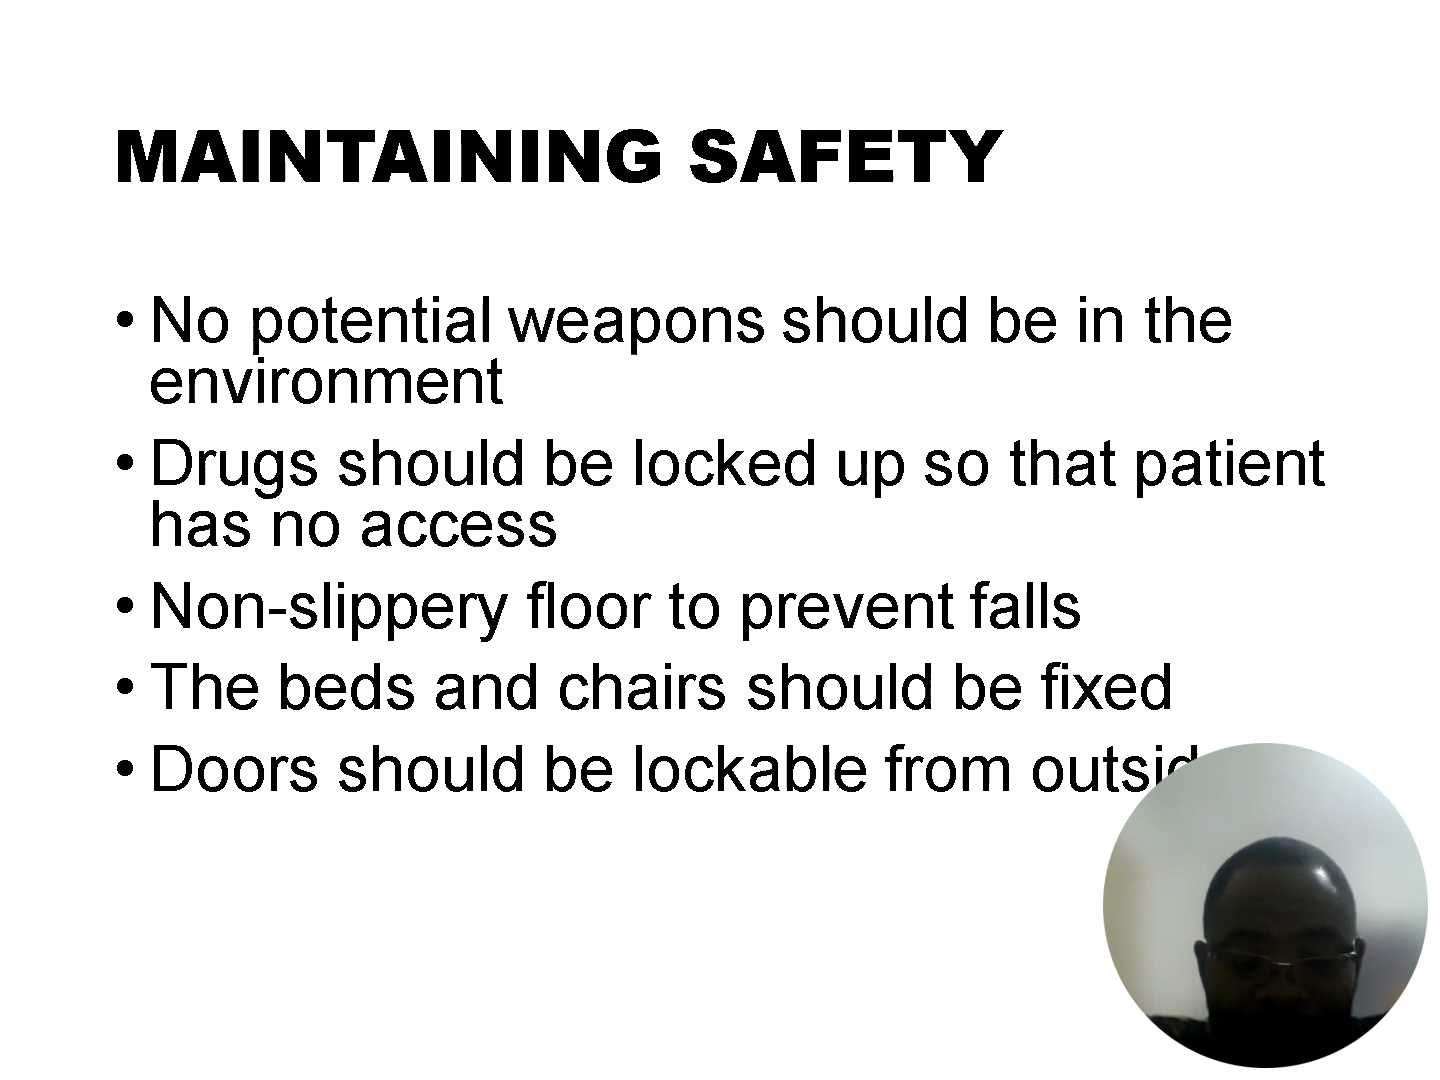 MAINTAINING SAFETY
• No potential weapons should be in the
environment
• Drugs should be locked up so that patient
has no access
• Non-slippery floor to prevent falls
• The beds and chairs should be fixed
• Doors should be lockable from